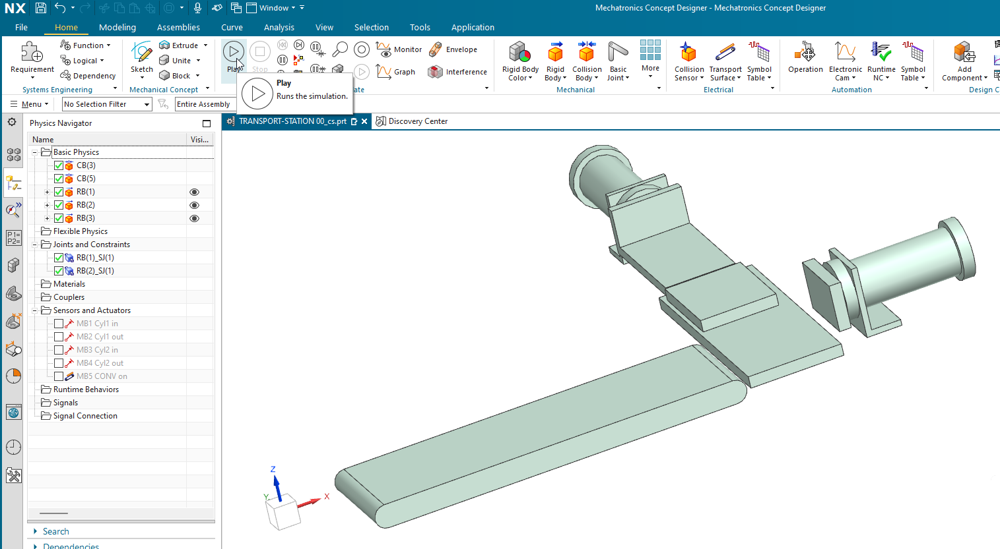 NX
Window
Mechatronics Concept Designer - Mechatronics Concept Designer
File
Home
Modeling
Assemblies
Curve
Analysis
View
Selection
Tools
Application
Requirement
Function
Logical
Dependency
Systems Engineering
Sketch
Extrude
Unite
Block
Mechanical Concept
Play
Stop
Monitor
Graph
Envelope
Interference
Rigid Body Color
Rigid Body
Collision Body
Basic Joint
More
Mechanical
Collision Sensor
Transport Surface
Symbol Table
Electrical
Operation
Electronic Cam
Runtime NC
Symbol Table
Automation
Add Component
Design C
Play
Runs the simulation.
Menu
No Selection Filter
Entire Assembly
Physics Navigator
TRANSPORT-STATION 00_cs.prt
Discovery Center
Name
Visi...
Basic Physics
CB(3)
CB(5)
RB(1)
RB(2)
RB(3)
Flexible Physics
Joints and Constraints
RB(1)_SJ(1)
RB(2)_SJ(1)
Materials
Couplers
Sensors and Actuators
MB1 Cyl1 in
MB2 Cyl1 out
MB3 Cyl2 in
MB4 Cyl2 out
MB5 CONV on
Runtime Behaviors
Signals
Signal Connection
P1=
P2=
Z
Y
X
Search
Dependencies